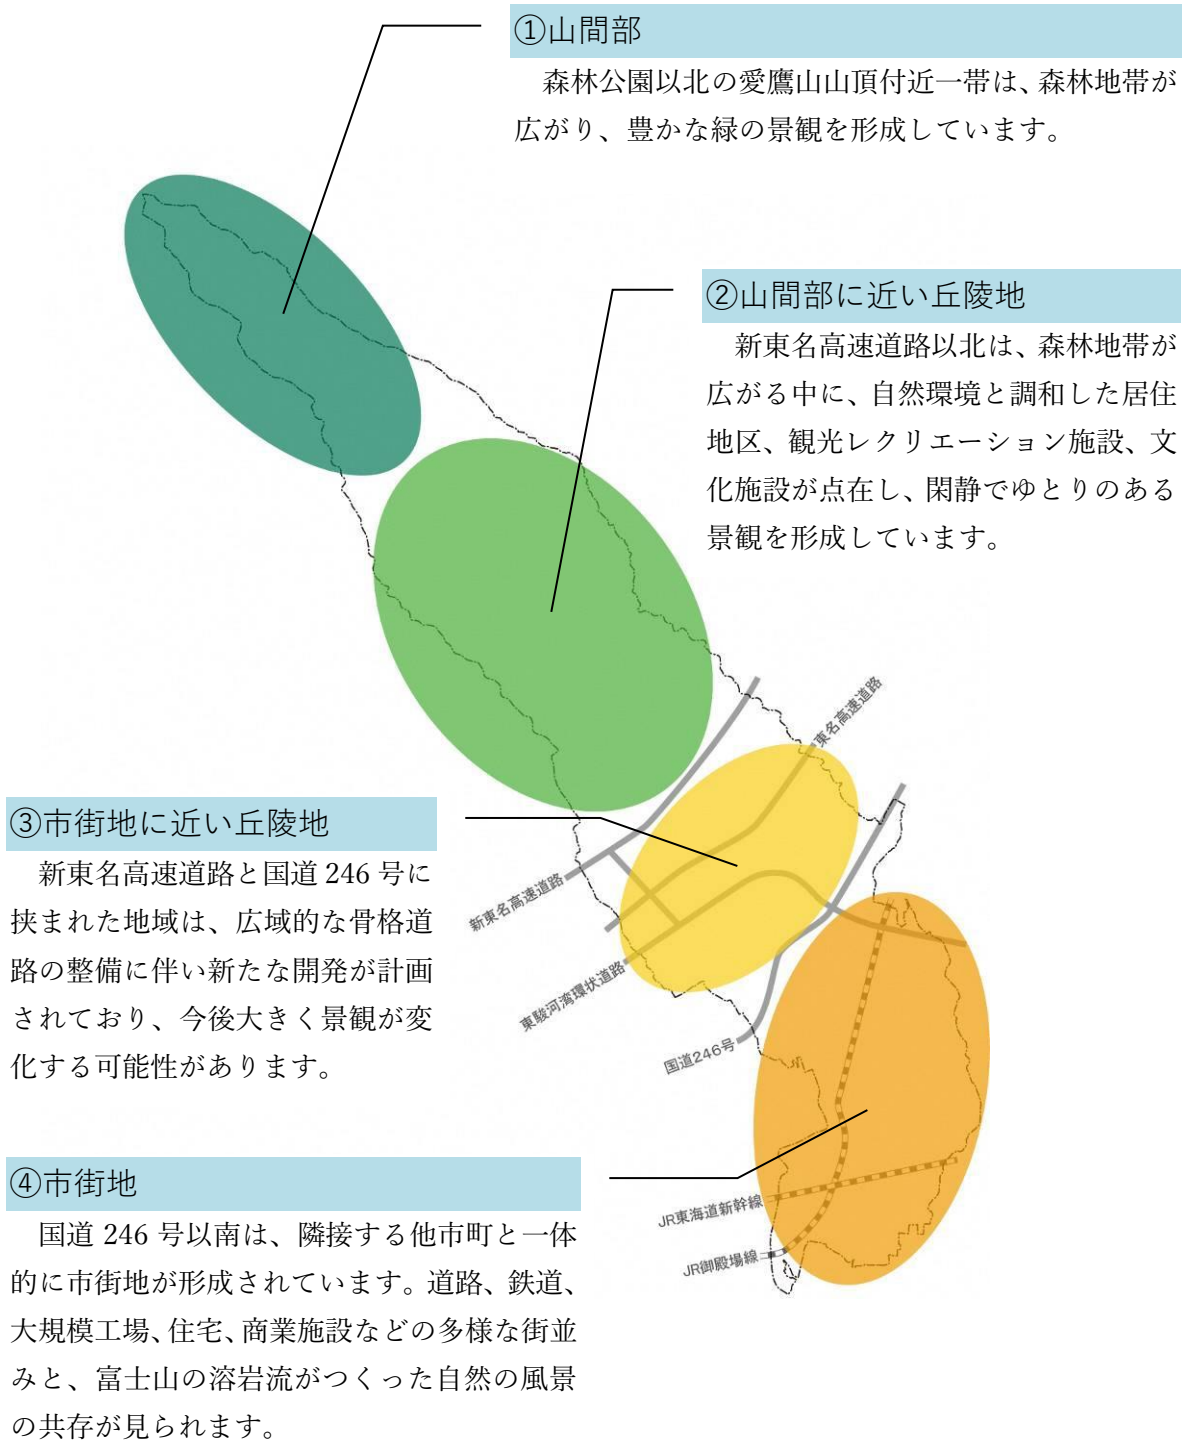 ①山間部
森林公園以北の愛鷹山山頂付近一帯は、森林地帯が
広がり、豊かな緑の景観を形成しています。
②山間部に近い丘陵地
新東名高速道路以北は、森林地帯が
広がる中に、自然環境と調和した居住
地区、観光レクリエーション施設、文
化施設が点在し、閑静でゆとりのある
景観を形成しています。
東名高速道路
③市街地に近い丘陵地
新東名高速道路と国道 246 号に
挟まれた地域は、広域的な骨格道
路の整備に伴い新たな開発が計画
されており、今後大きく景観が変
化する可能性があります。
新東名高速道路
東駿河湾環状道路
国道246号
④市街地
国道 246 号以南は、隣接する他市町と一体
的に市街地が形成されています。道路、鉄道、
大規模工場、住宅、商業施設などの多様な街並
みと、富士山の溶岩流がつくった自然の風景
の共存が見られます。
JR東海道新幹線
JR御殿場線